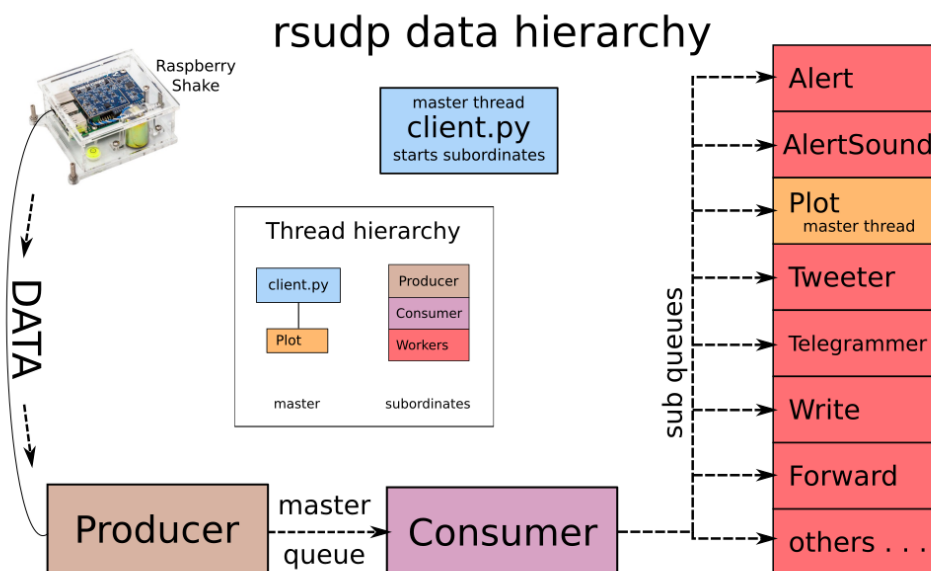 rsudp data hierarchy
Raspberry
Shake
master thread
client.py
starts subordinates
DATA
Thread hierarchy
client.py
Plot
master
Producer
Consumer
Workers
subordinates
Producer
master
queue
Consumer
sub queues
Alert
AlertSound
Plot
master thread
Tweeter
Telegrammer
Write
Forward
others . . .